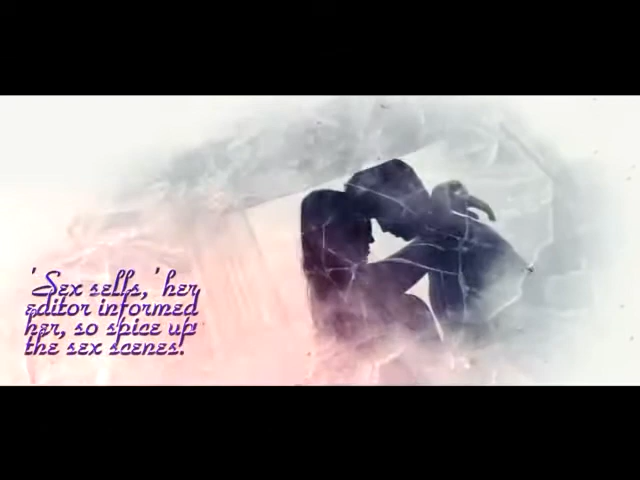 'Sex sells,' her
editor informed
her, so spice up
the sex scenes.'